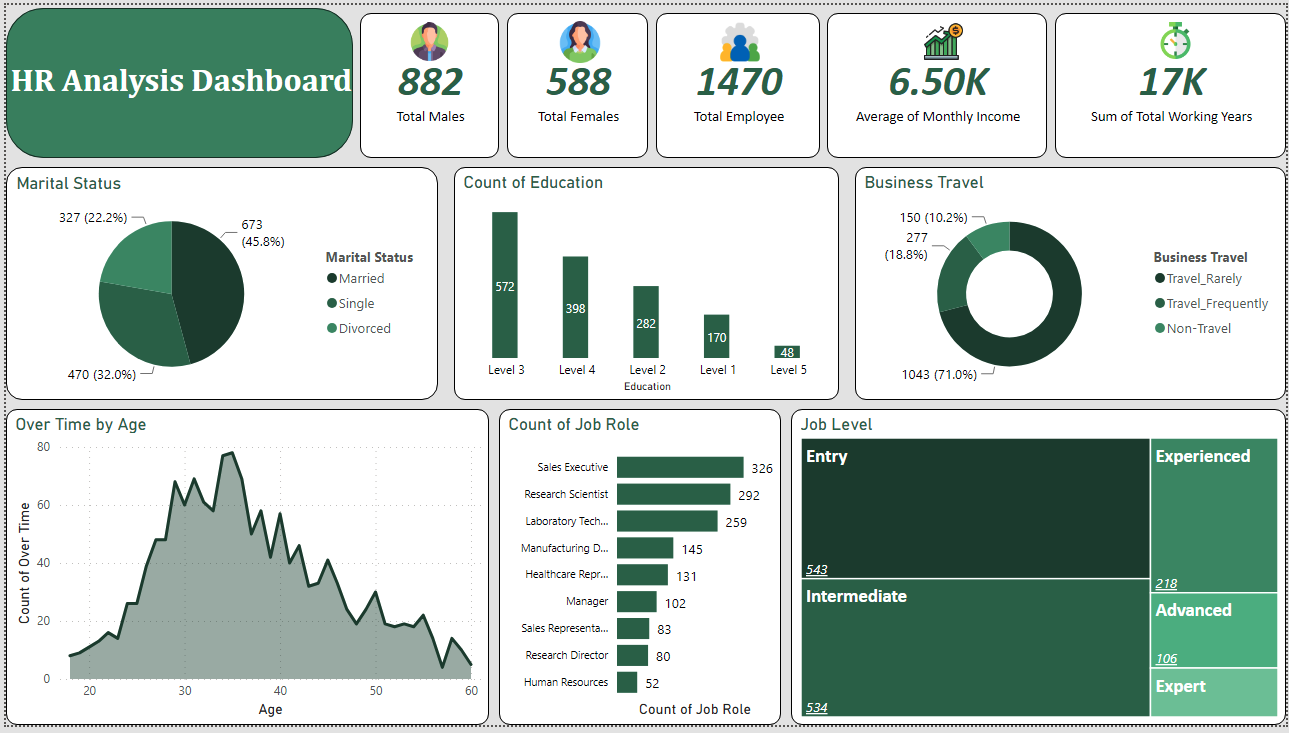 HR Analysis Dashboard
882
Total Males
588
Total Females
1470
Total Employee
6.50K
Average of Monthly Income
17K
Sum of Total Working Years
Marital Status
327 (22.2%)
673
(45.8%)
470 (32.0%)
Marital Status
Married
Single
Divorced
Count of Education
572
398
282
170
48
Level 3
Level 4
Level 2
Level 1
Level 5
Education
Business Travel
150 (10.2%)
277
(18.8%)
1043 (71.0%)
Business Travel
Travel_Rarely
Travel_Frequently
Non-Travel
Over Time by Age
Count of Over Time
80
60
40
20
0
20
30
40
50
60
Age
Count of Job Role
Sales Executive 326
Research Scientist 292
Laboratory Tech... 259
Manufacturing D... 145
Healthcare Repr... 131
Manager 102
Sales Representa... 83
Research Director 80
Human Resources 52
Count of Job Role
Job Level
Entry
543
Intermediate
534
Experienced
218
Advanced
106
Expert